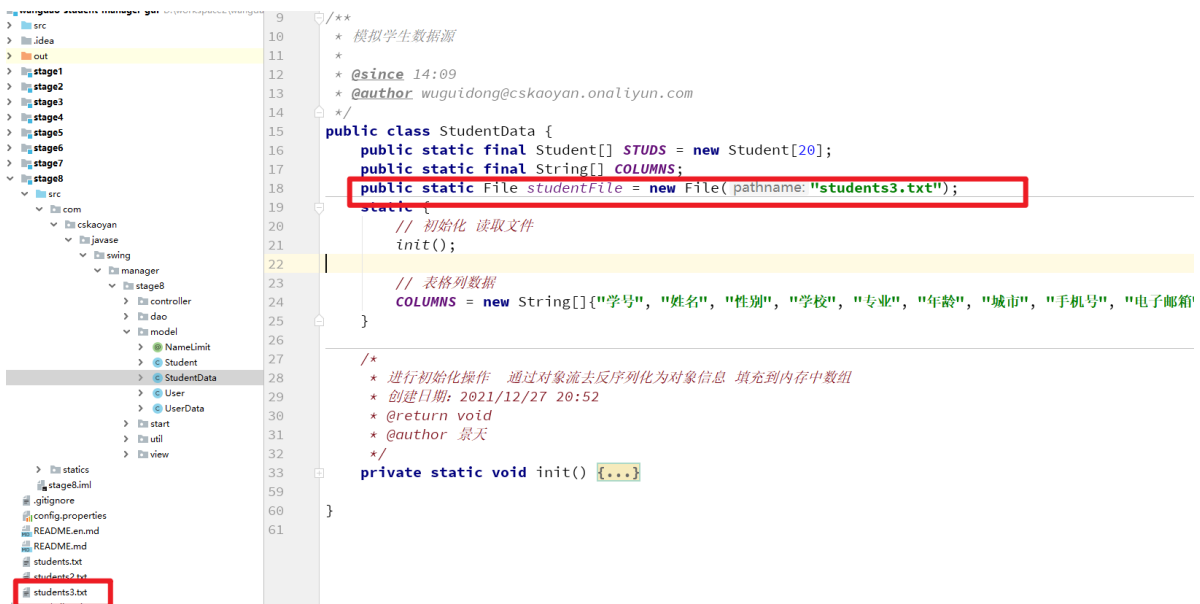 src
.idea
out
stage1
stage2
stage3
stage4
stage5
stage6
stage7
stage8
src
com
cskaoyan
javase
swing
manager
stage8
controller
dao
model
NameLimit
Student
StudentData
User
UserData
start
util
view
statics
stage8.iml
.gitignore
config.properties
README.en.md
README.md
students.txt
students2.txt
students3.txt
9 /**
10 * 模拟学生数据源
11 *
12 * @since 14:09
13 * @author wuguidong@cskaoyan.onaliyun.com
14 */
15 public class StudentData {
16 public static final Student[] STUDS = new Student[20];
17 public static final String[] COLUMNS;
18 public static File studentFile = new File( pathname: "students3.txt");
19 static {
20 // 初始化 读取文件
21 init();
22
23 // 表格列数据
24 COLUMNS = new String[]{"学号", "姓名", "性别", "学校", "专业", "年龄", "城市", "手机号", "电子邮箱"
25 }
26
27 /*
28 * 进行初始化操作 通过对象流去反序列化为对象信息 填充到内存中数组
29 * 创建日期：2021/12/27 20:52
30 * @return void
31 * @author 景天
32 */
33 private static void init() {...}
59
60 }
61